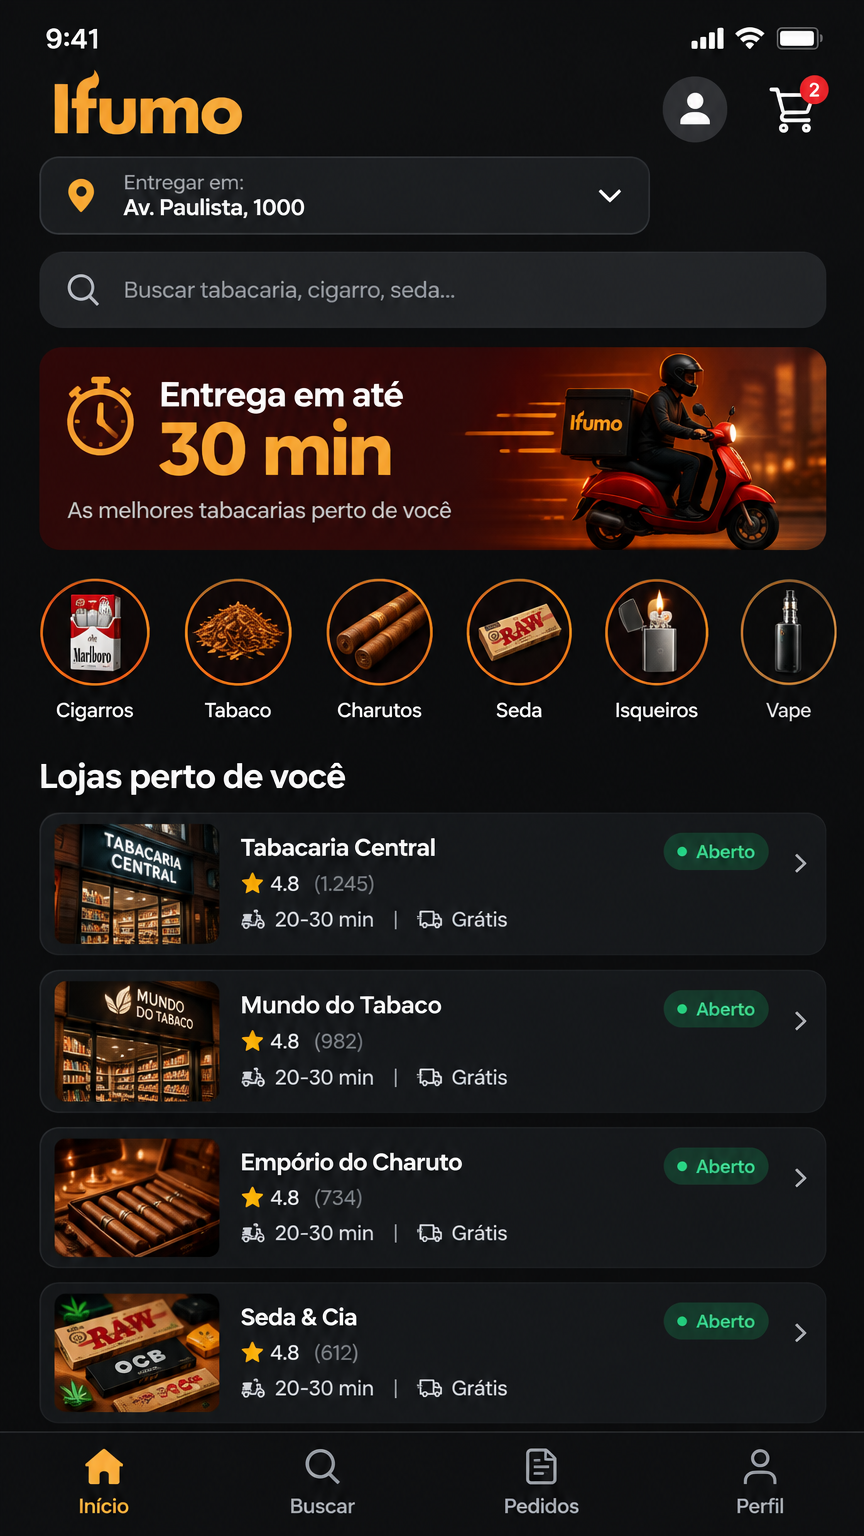 9:41
Ifumo
2
Entregar em:
Av. Paulista, 1000
Buscar tabacaria, cigarro, seda...
Entrega em até
30 min
As melhores tabacarias perto de você
Ifumo
Marlboro
RAW
Cigarros
Tabaco
Charutos
Seda
Isqueiros
Vape
Lojas perto de você
TABACARIA
CENTRAL
Tabacaria Central
Aberto
4.8 (1.245)
20-30 min | Grátis
MUNDO
DO TABACO
Mundo do Tabaco
Aberto
4.8 (982)
20-30 min | Grátis
Empório do Charuto
Aberto
4.8 (734)
20-30 min | Grátis
RAW
OCB
Seda & Cia
Aberto
4.8 (612)
20-30 min | Grátis
Início
Buscar
Pedidos
Perfil